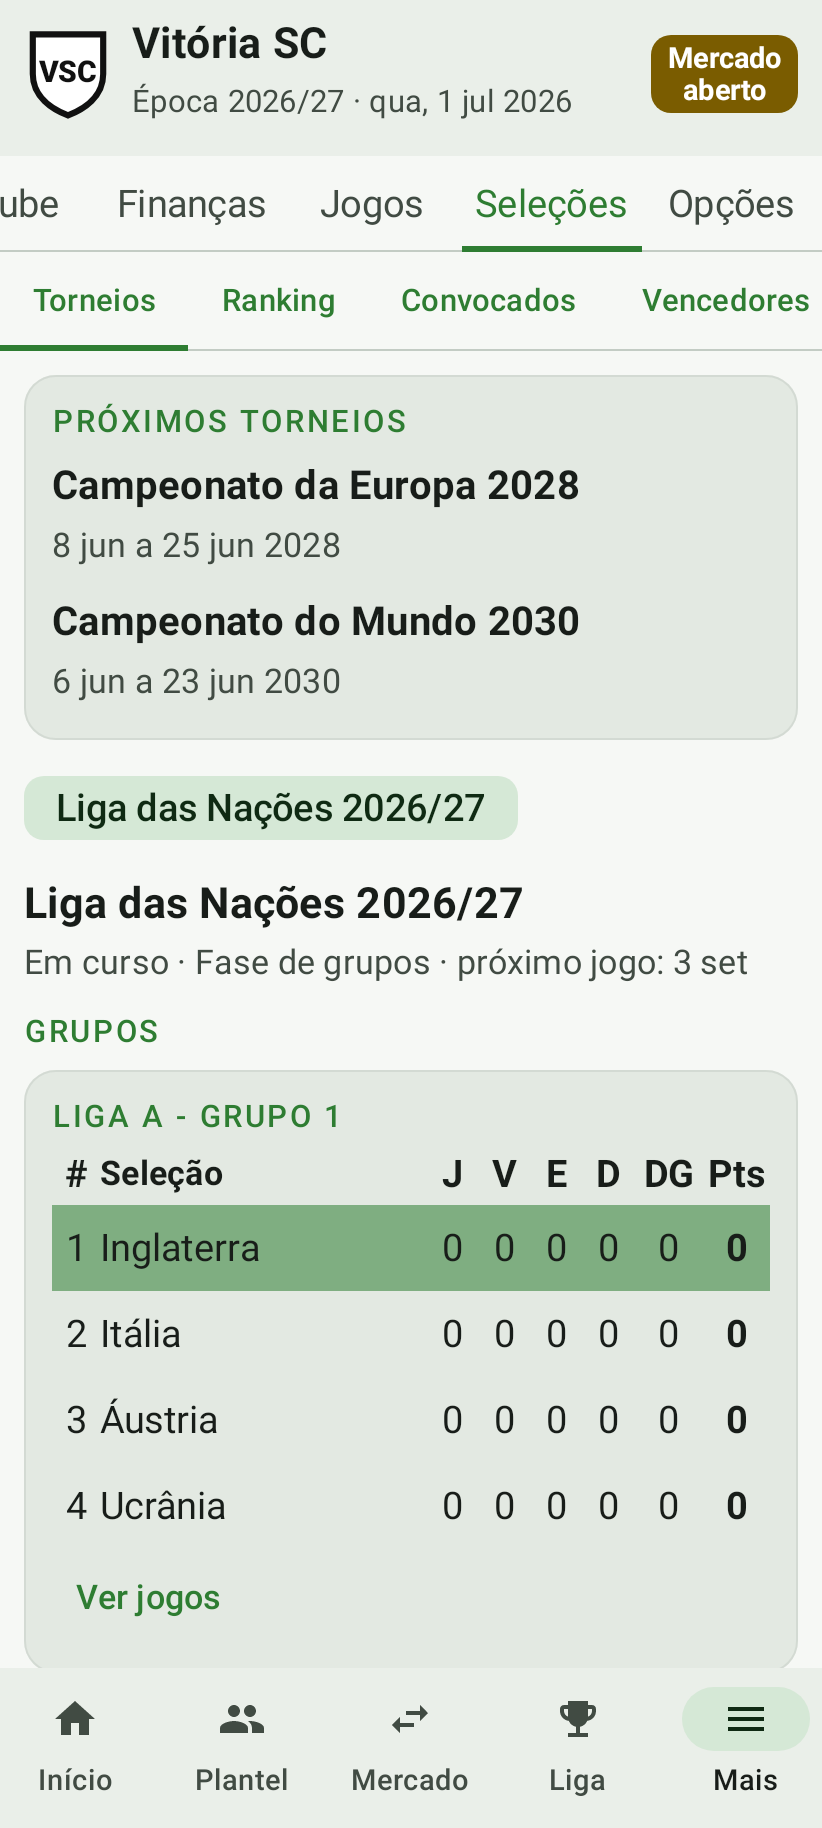 VSC
Vitória SC
Época 2026/27 · qua, 1 jul 2026
Mercado
aberto
ube Finanças Jogos Seleções Opções
Torneios Ranking Convocados Vencedores
PRÓXIMOS TORNEIOS
Campeonato da Europa 2028
8 jun a 25 jun 2028
Campeonato do Mundo 2030
6 jun a 23 jun 2030
Liga das Nações 2026/27
Liga das Nações 2026/27
Em curso · Fase de grupos · próximo jogo: 3 set
GRUPOS
LIGA A - GRUPO 1
# Seleção J V E D DG Pts
1 Inglaterra 0 0 0 0 0 0
2 Itália 0 0 0 0 0 0
3 Áustria 0 0 0 0 0 0
4 Ucrânia 0 0 0 0 0 0
Ver jogos
Início Plantel Mercado Liga Mais